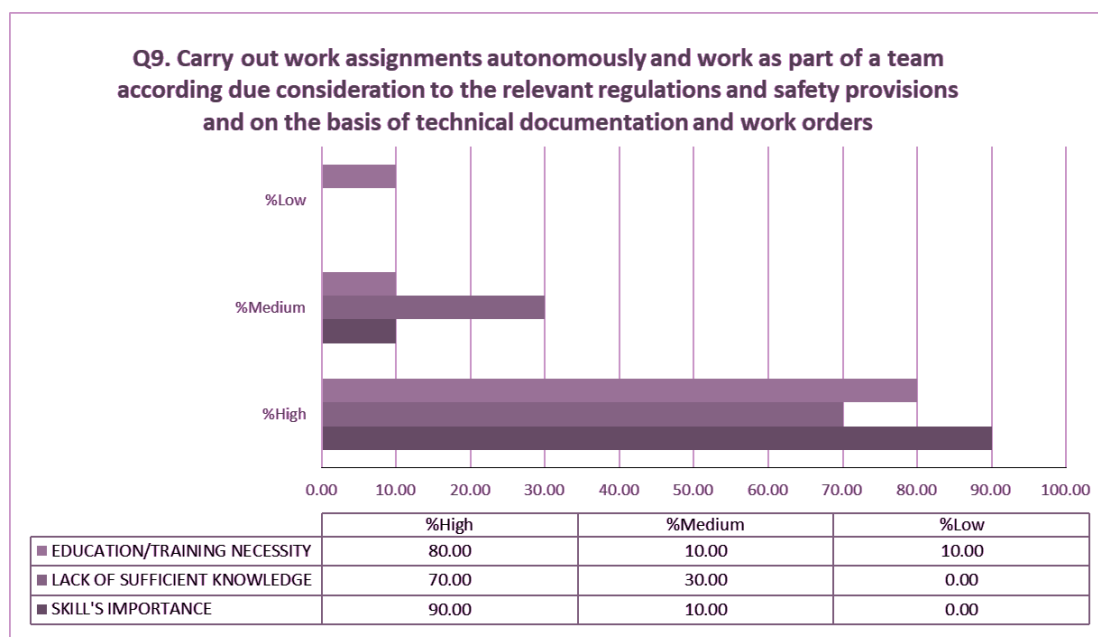 Q9. Carry out work assignments autonomously and work as part of a team
according due consideration to the relevant regulations and safety provisions
and on the basis of technical documentation and work orders
%Low
%Medium
%High
0.00 10.00 20.00 30.00 40.00 50.00 60.00 70.00 80.00 90.00 100.00
%High %Medium %Low
EDUCATION/TRAINING NECESSITY 80.00 10.00 10.00
LACK OF SUFFICIENT KNOWLEDGE 70.00 30.00 0.00
SKILL'S IMPORTANCE 90.00 10.00 0.00